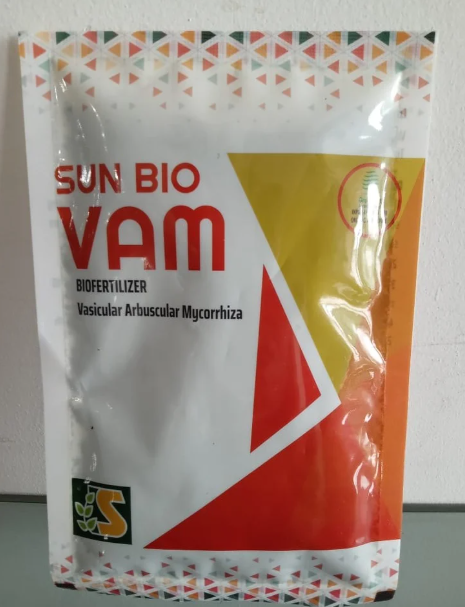 SUN BIO
VAM
BIOFERTILIZER
Vasicular Arbuscular Mycorrhiza
S